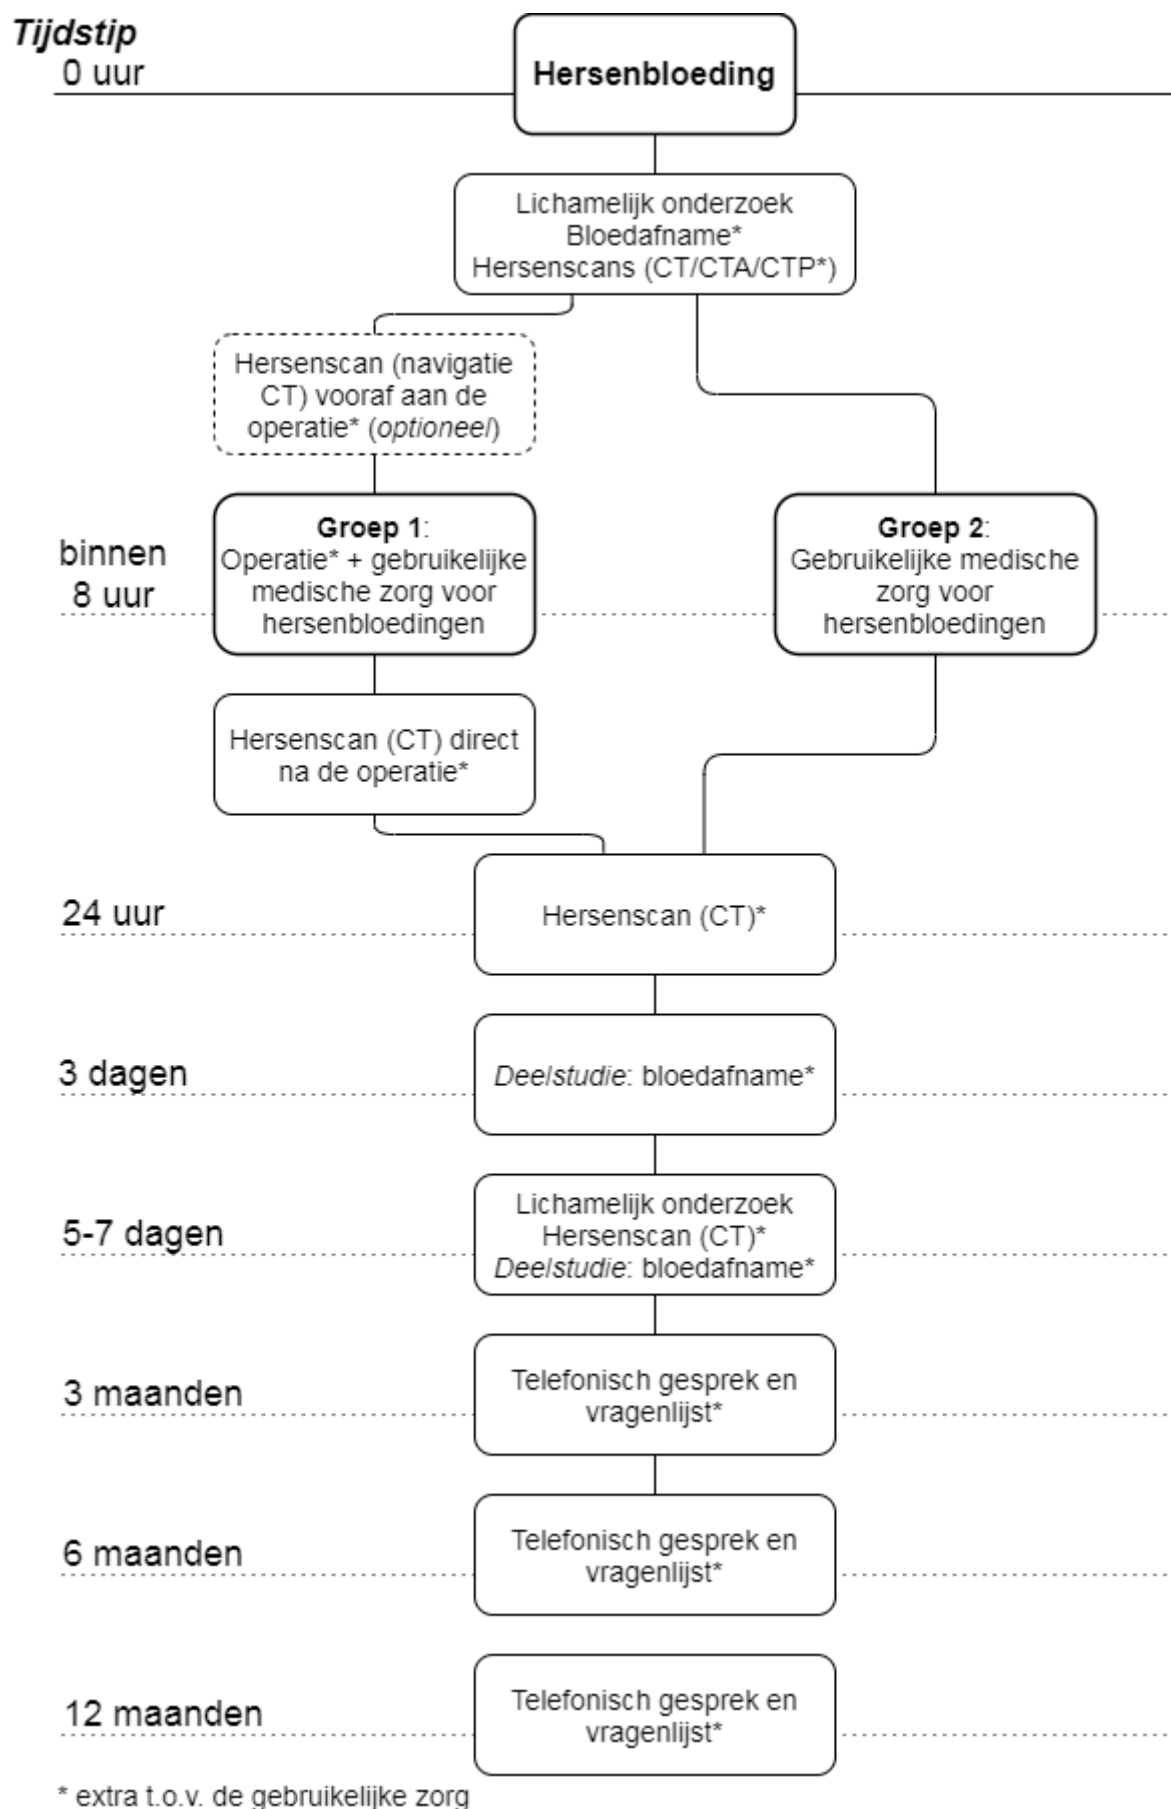 Tijdstip
0 uur
Hersenbloeding
Lichamelijk onderzoek
Bloedafname*
Hersenscans (CT/CTA/CTP*)
Hersenscan (navigatie
CT) vooraf aan de
operatie* (optioneel)
binnen
8 uur
Groep 1:
Operatie* + gebruikelijke
medische zorg voor
hersenbloedingen
Groep 2:
Gebruikelijke medische
zorg voor
hersenbloedingen
Hersenscan (CT) direct
na de operatie*
24 uur
Hersenscan (CT)*
3 dagen
Deelstudie: bloedafname*
5-7 dagen
Lichamelijk onderzoek
Hersenscan (CT)*
Deelstudie: bloedafname*
3 maanden
Telefonisch gesprek en
vragenlijst*
6 maanden
Telefonisch gesprek en
vragenlijst*
12 maanden
Telefonisch gesprek en
vragenlijst*
* extra t.o.v. de gebruikelijke zorg